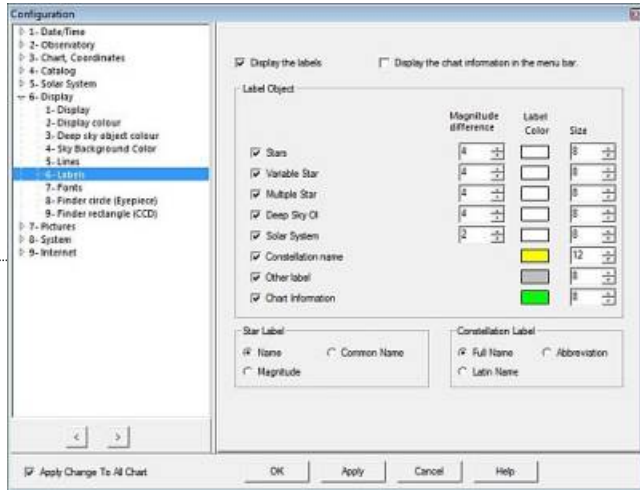 Configuration
1- Date/Time
2- Observatory
3- Chart, Coordinates
4- Catalog
5- Solar System
6- Display
1- Display
2- Display colour
3- Deep sky object colour
4- Sky Background Color
5- Lines
6- Labels
7- Fonts
8- Finder circle (Eyepiece)
9- Finder rectangle (CCD)
7- Pictures
8- System
9- Internet
< >
Display the labels Display the chart information in the menu bar.
Label Object
Magnitude difference Label Color Size
Stars 4 8
Variable Star 4 8
Multiple Star 4 8
Deep Sky Ol 4 8
Solar System 2 8
Constellation name 12
Other label 8
Chart Information 8
Star Label
Name Common Name
Magnitude
Constellation Label
Full Name Abbreviation
Latin Name
Apply Change To All Chart OK Apply Cancel Help